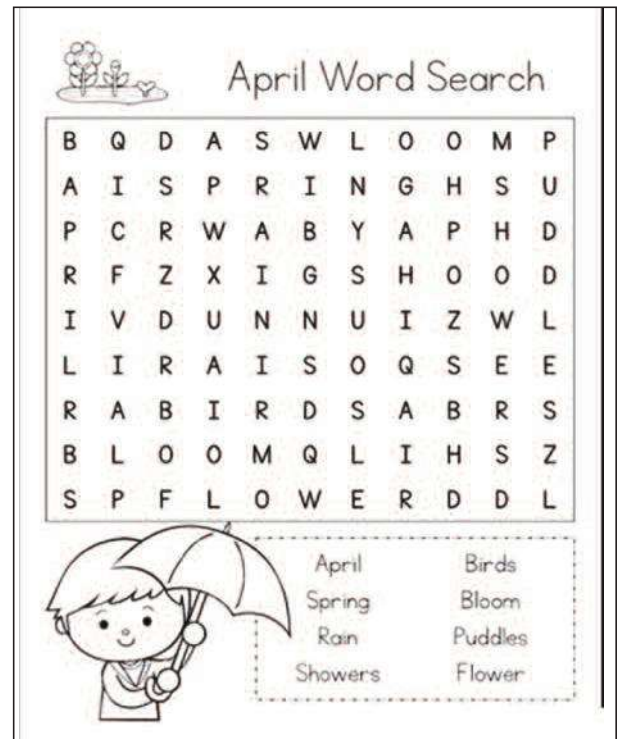 April Word Search
B Q D A S W L O O M P
A I S P R I N G H S U
P C R W A B Y A P H D
R F Z X I G S H O O D
I V D U N N U I Z W L
L I R A I S O Q S E E
R A B I R D S A B R S
B L O O M Q L I H S Z
S P F L O W E R D D L
April Birds
Spring Bloom
Rain Puddles
Showers Flower